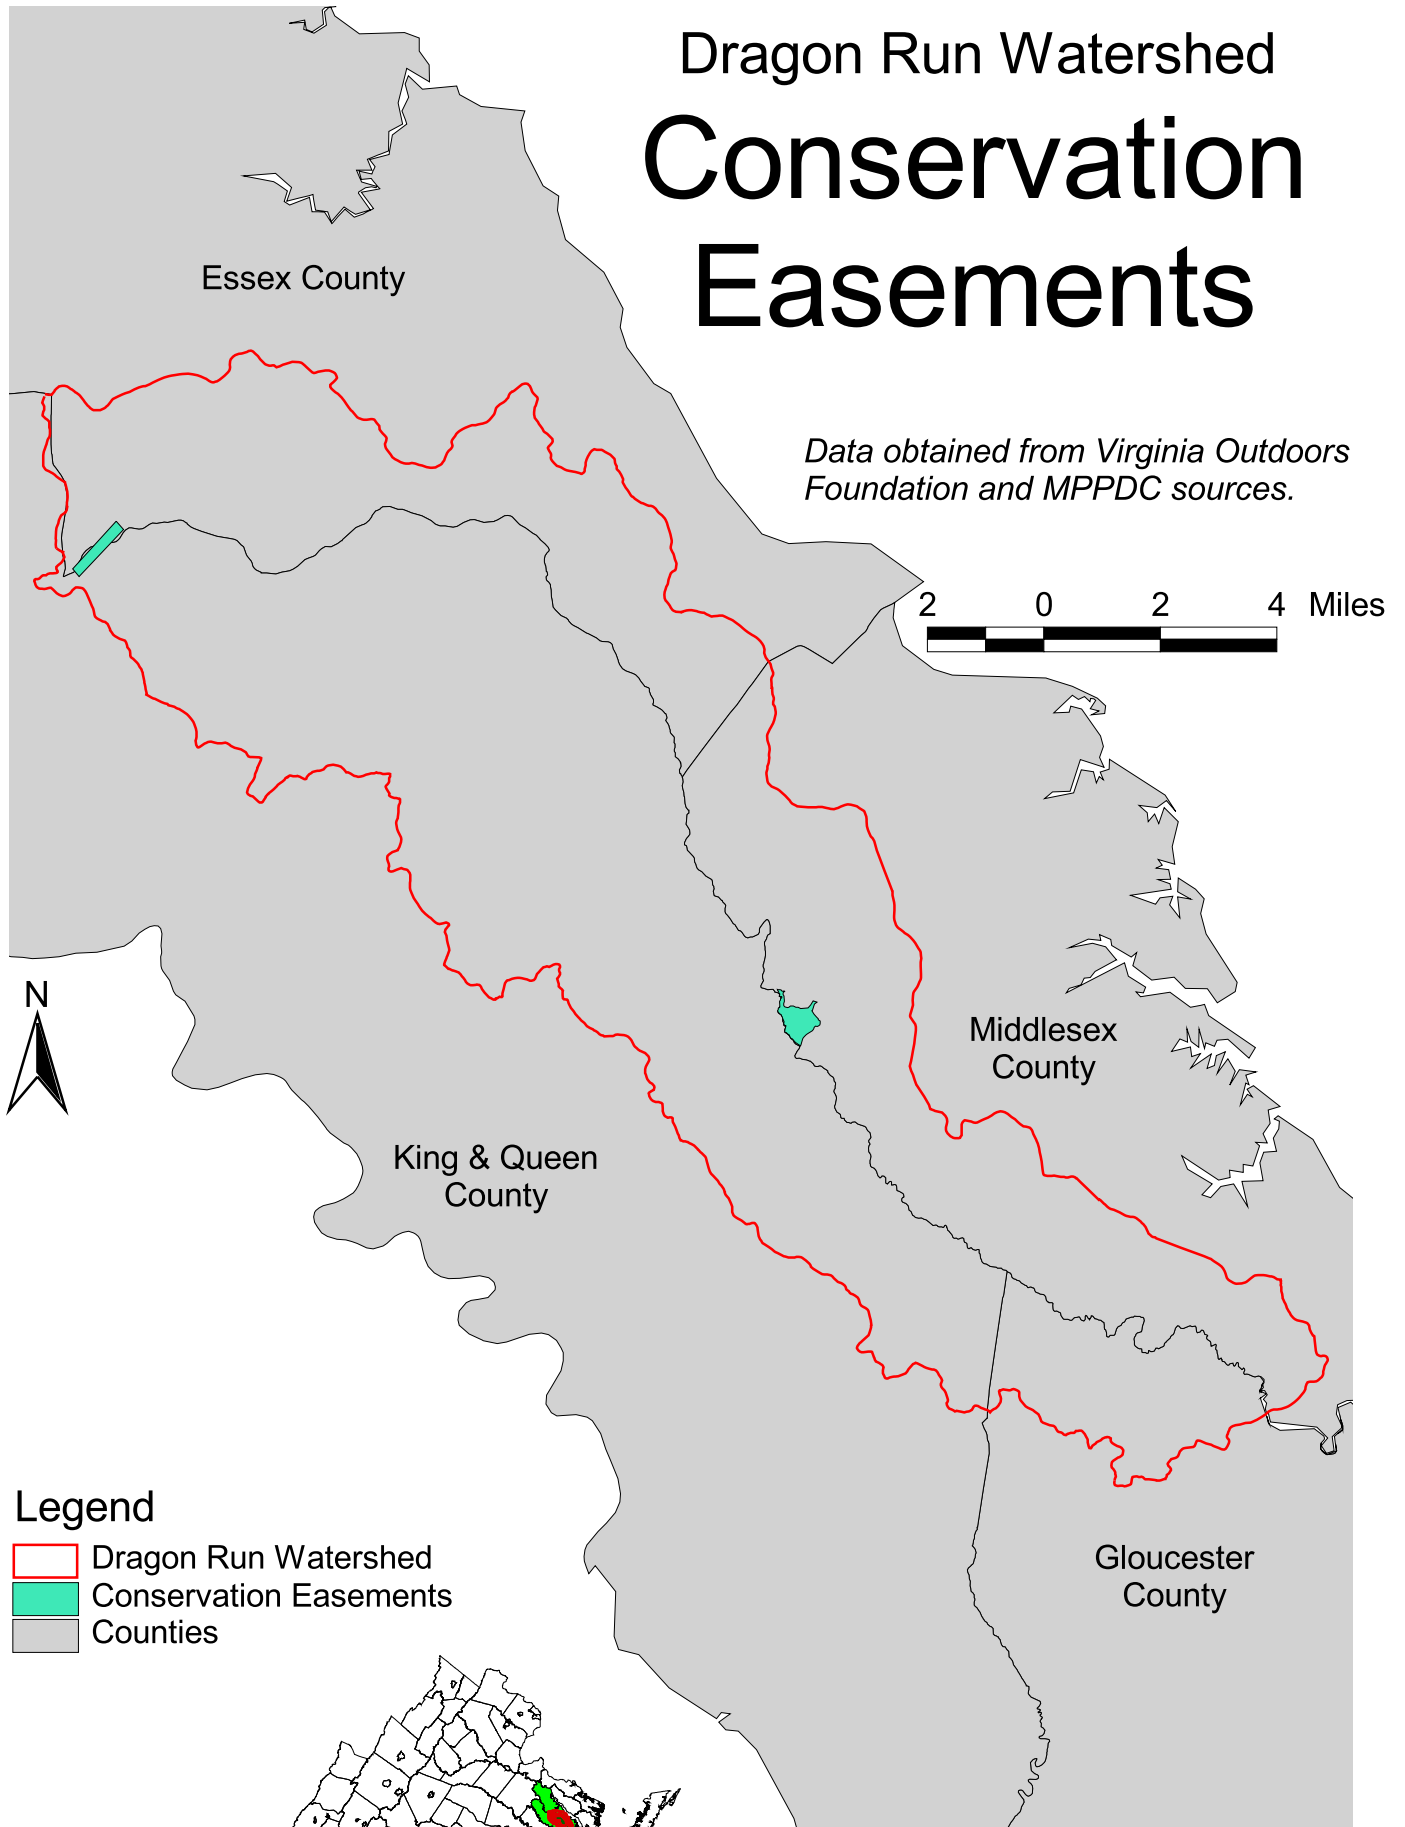 Dragon Run Watershed
Conservation
Easements
Essex County
Data obtained from Virginia Outdoors
Foundation and MPPDC sources.
2 0 2 4 Miles
N
Middlesex
County
King & Queen
County
Legend
Dragon Run Watershed
Conservation Easements
Counties
Gloucester
County